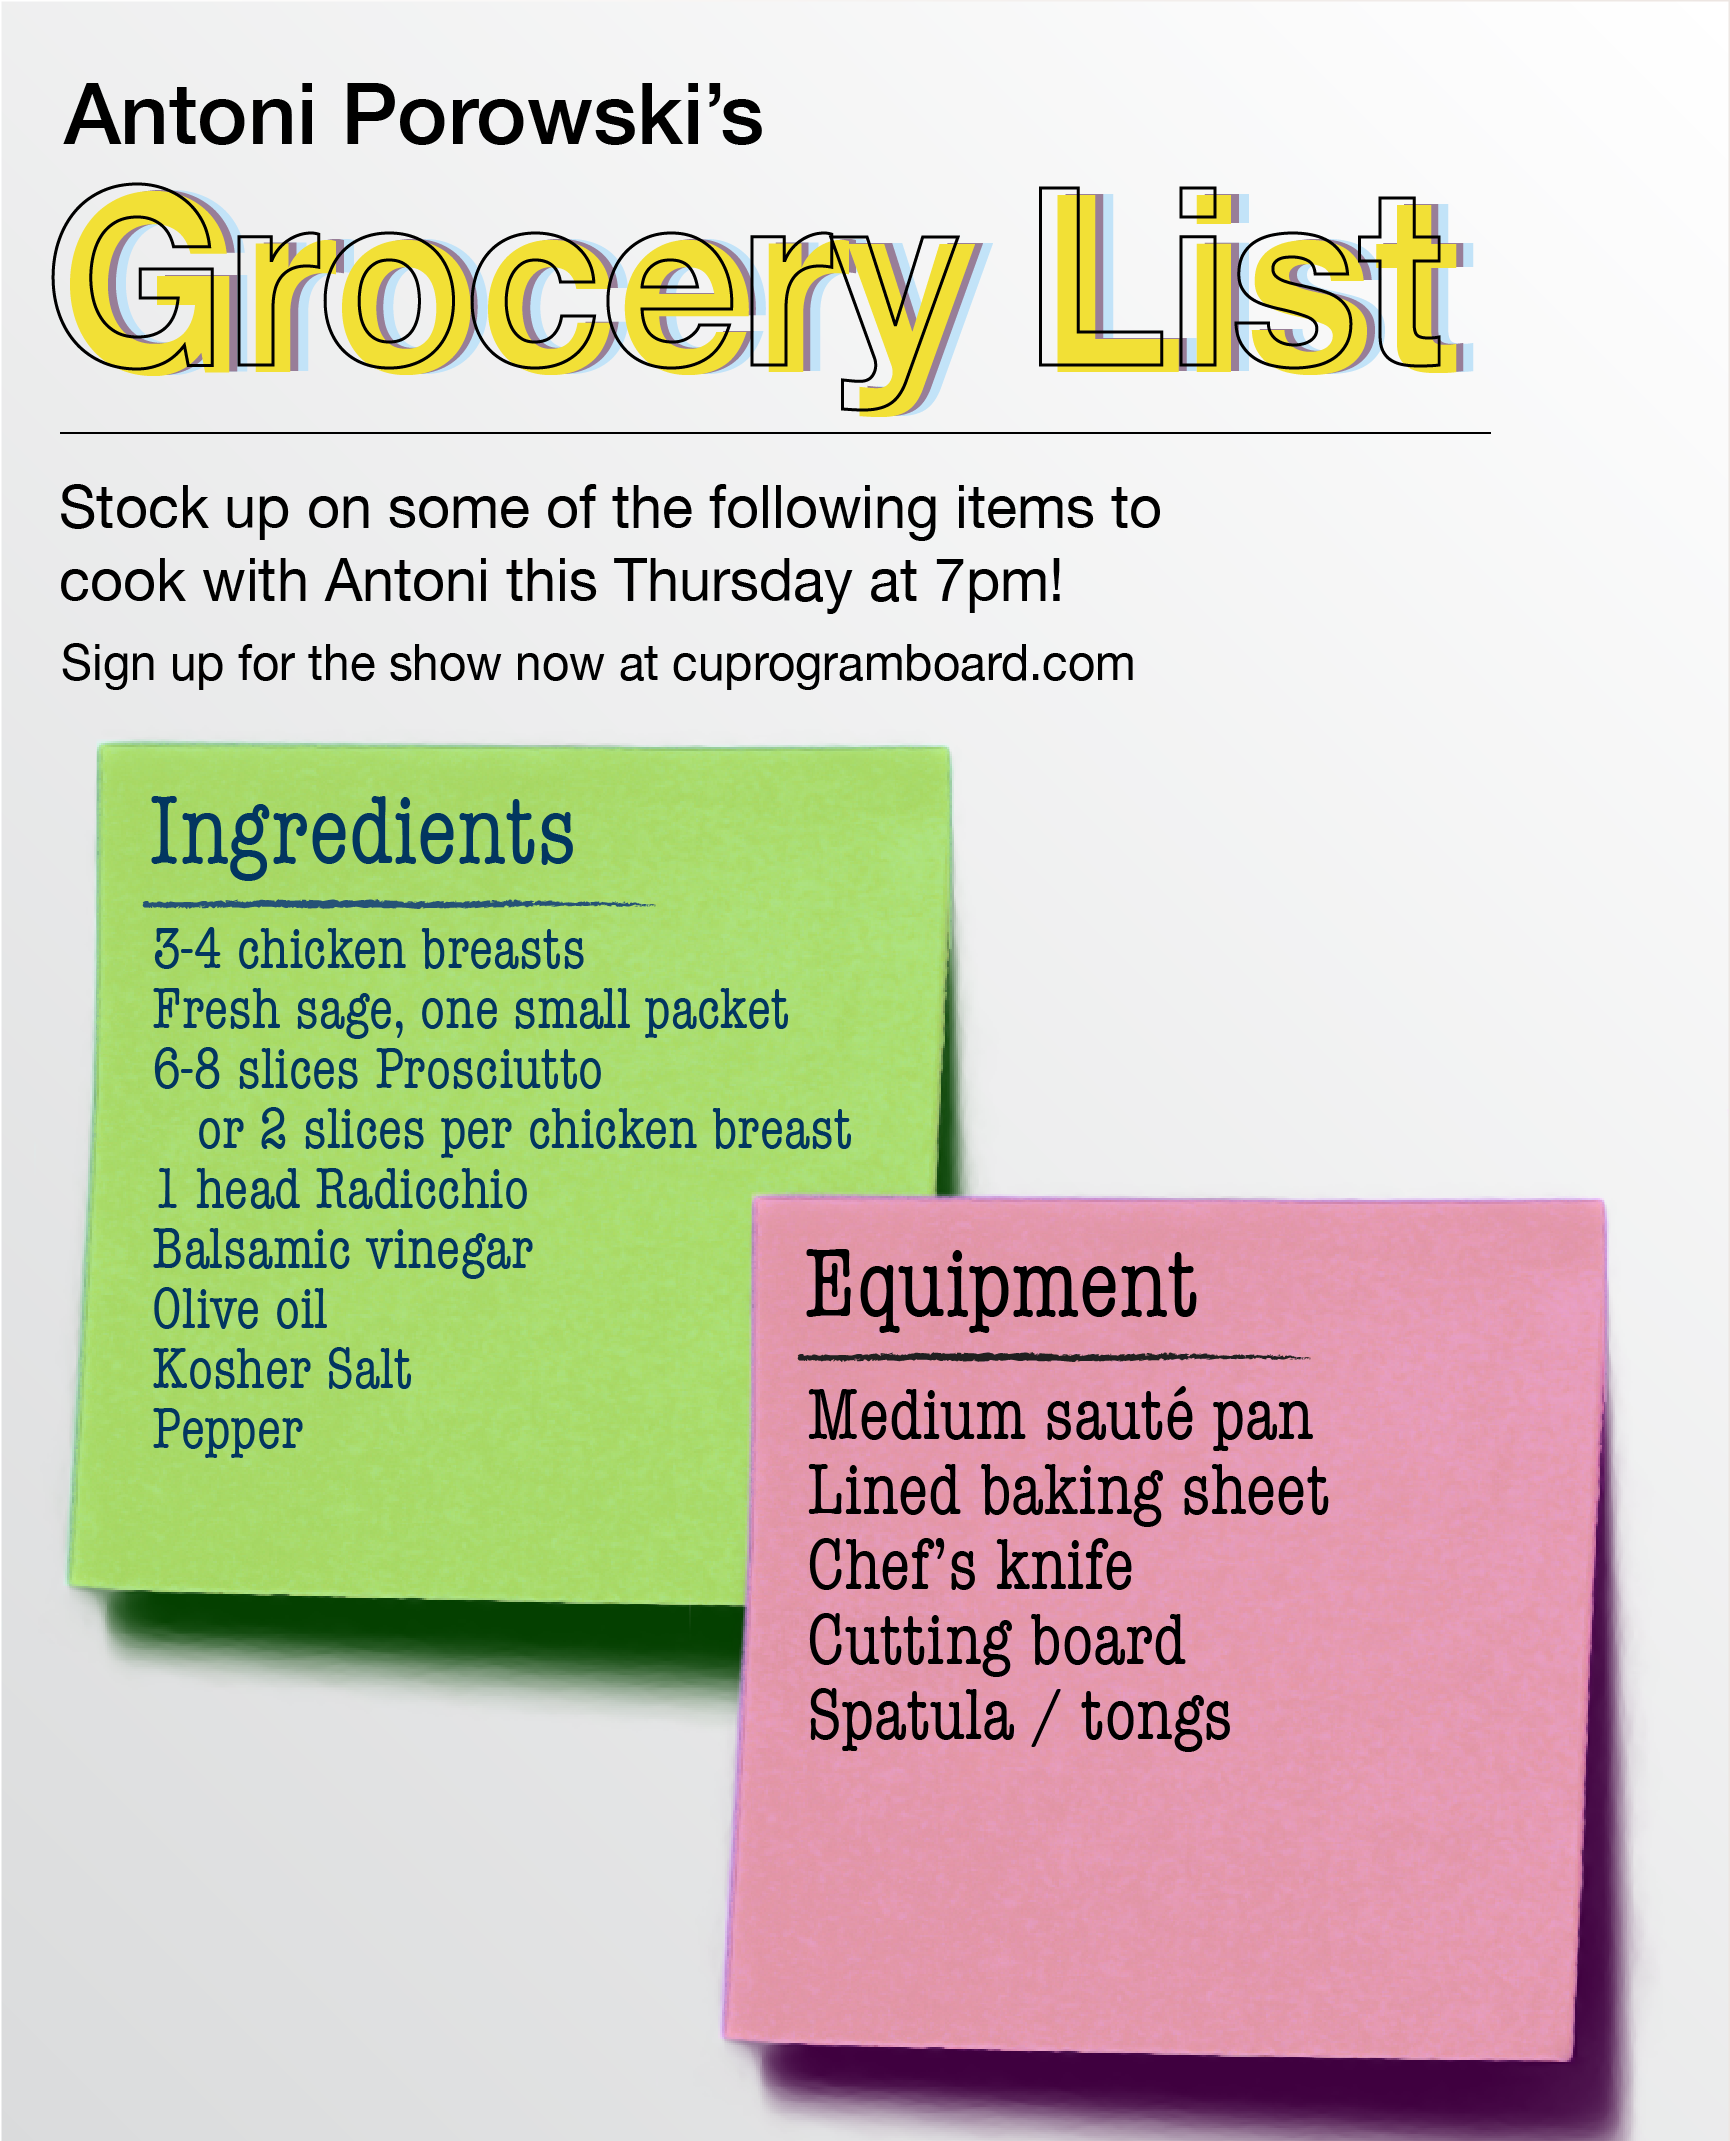 Antoni Porowski’s
Grocery List
Stock up on some of the following items to
cook with Antoni this Thursday at 7pm!
Sign up for the show now at cuprogramboard.com
Ingredients
3-4 chicken breasts
Fresh sage, one small packet
6-8 slices Prosciutto
or 2 slices per chicken breast
1 head Radicchio
Balsamic vinegar
Olive oil
Kosher Salt
Pepper
Equipment
Medium sauté pan
Lined baking sheet
Chef’s knife
Cutting board
Spatula / tongs